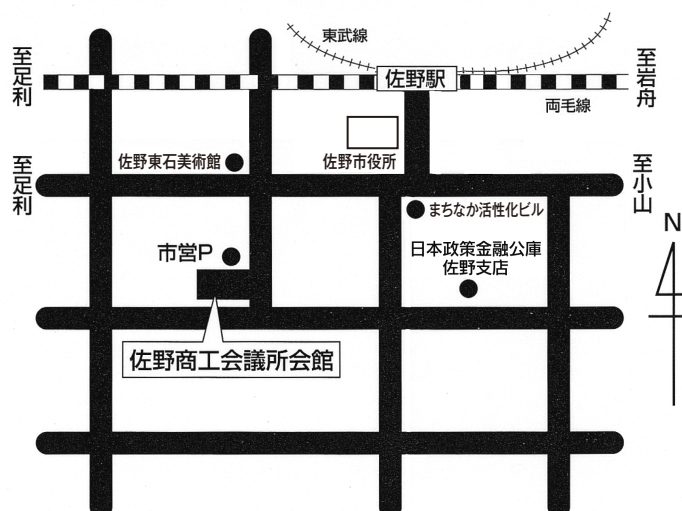 東武線
至足利
佐野駅
至岩舟
両毛線
佐野東石美術館
佐野市役所
至足利
至小山
まちなか活性化ビル
N
市営P
日本政策金融公庫
佐野支店
佐野商工会議所会館